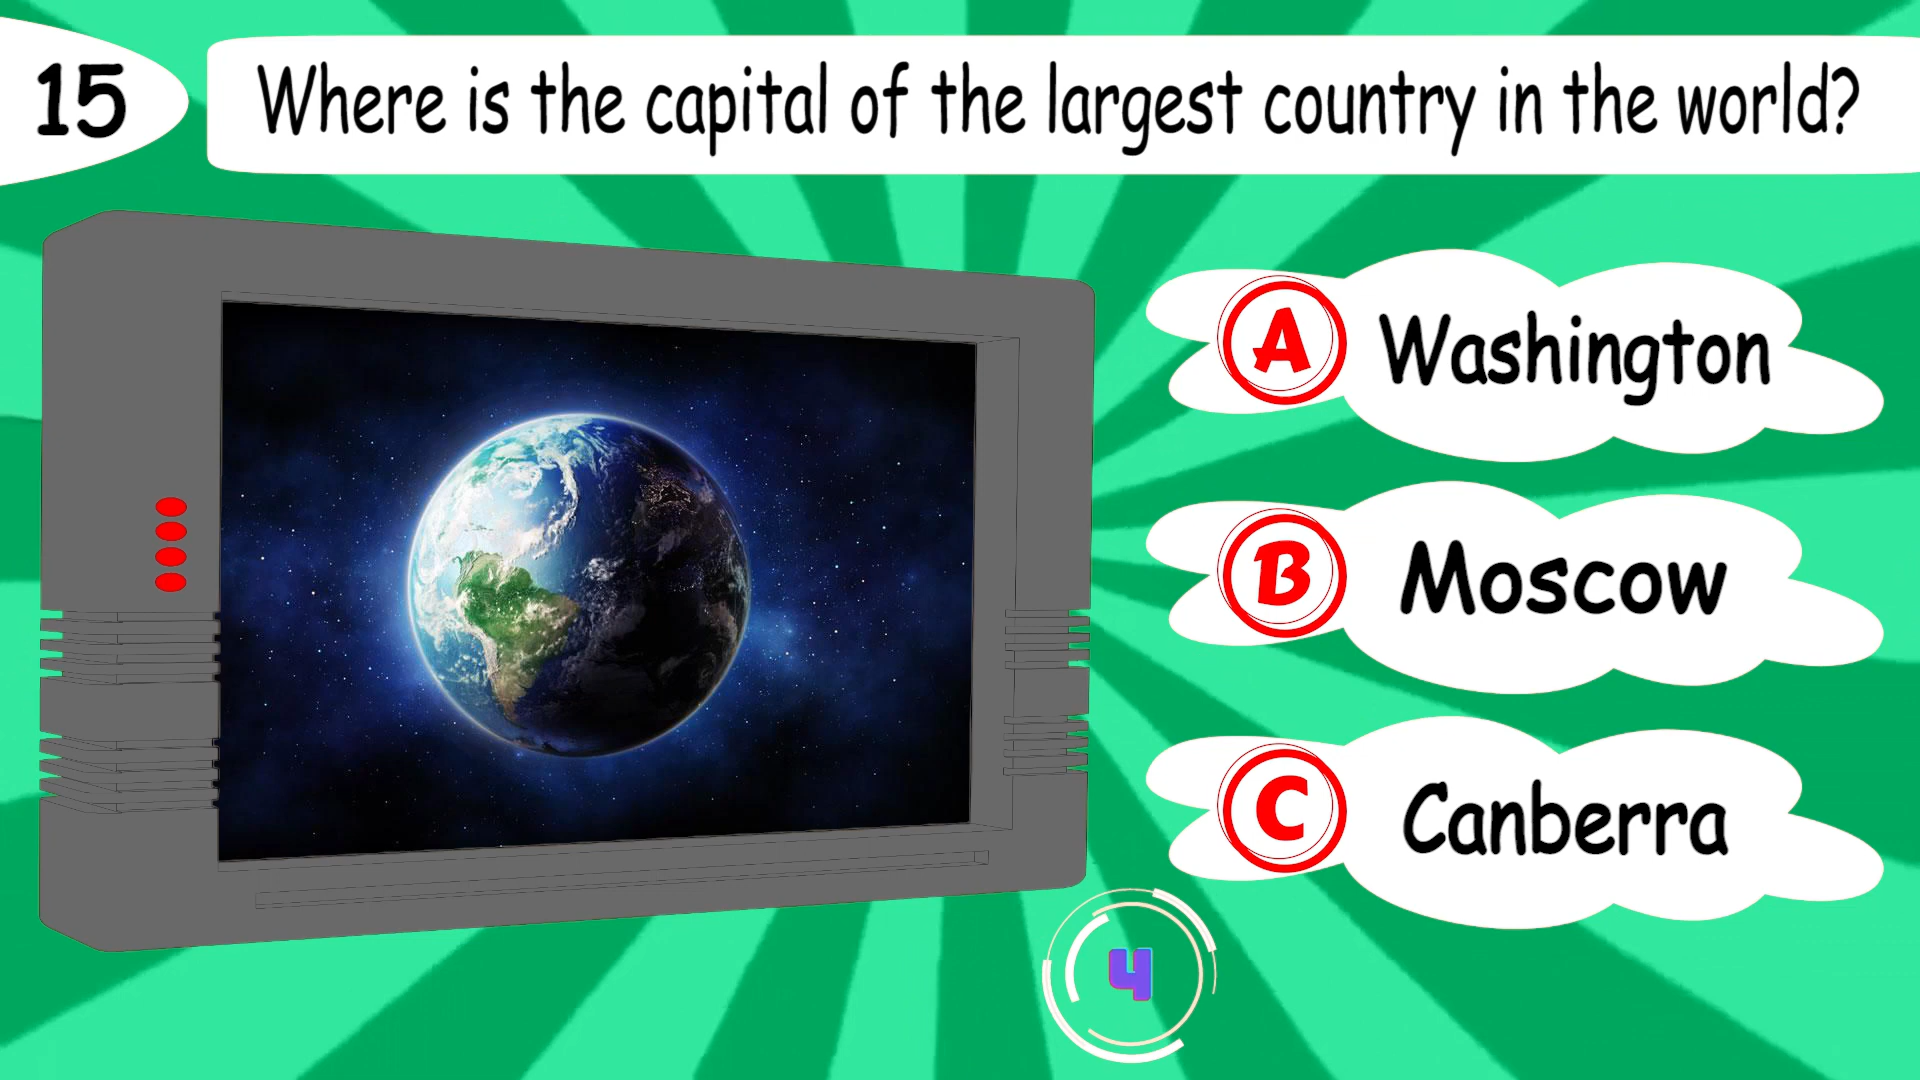 15
Where is the capital of the largest country in the world?
A Washington
B Moscow
C Canberra
4